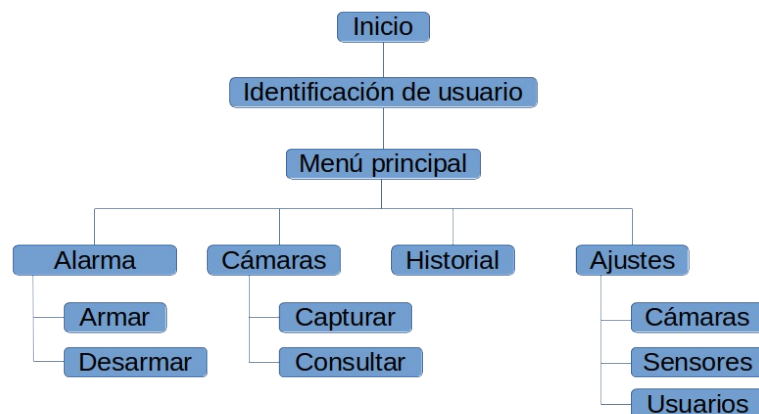 Inicio
Identificación de usuario
Menú principal
Alarma
Cámaras
Historial
Ajustes
Armar
Capturar
Cámaras
Desarmar
Consultar
Sensores
Usuarios